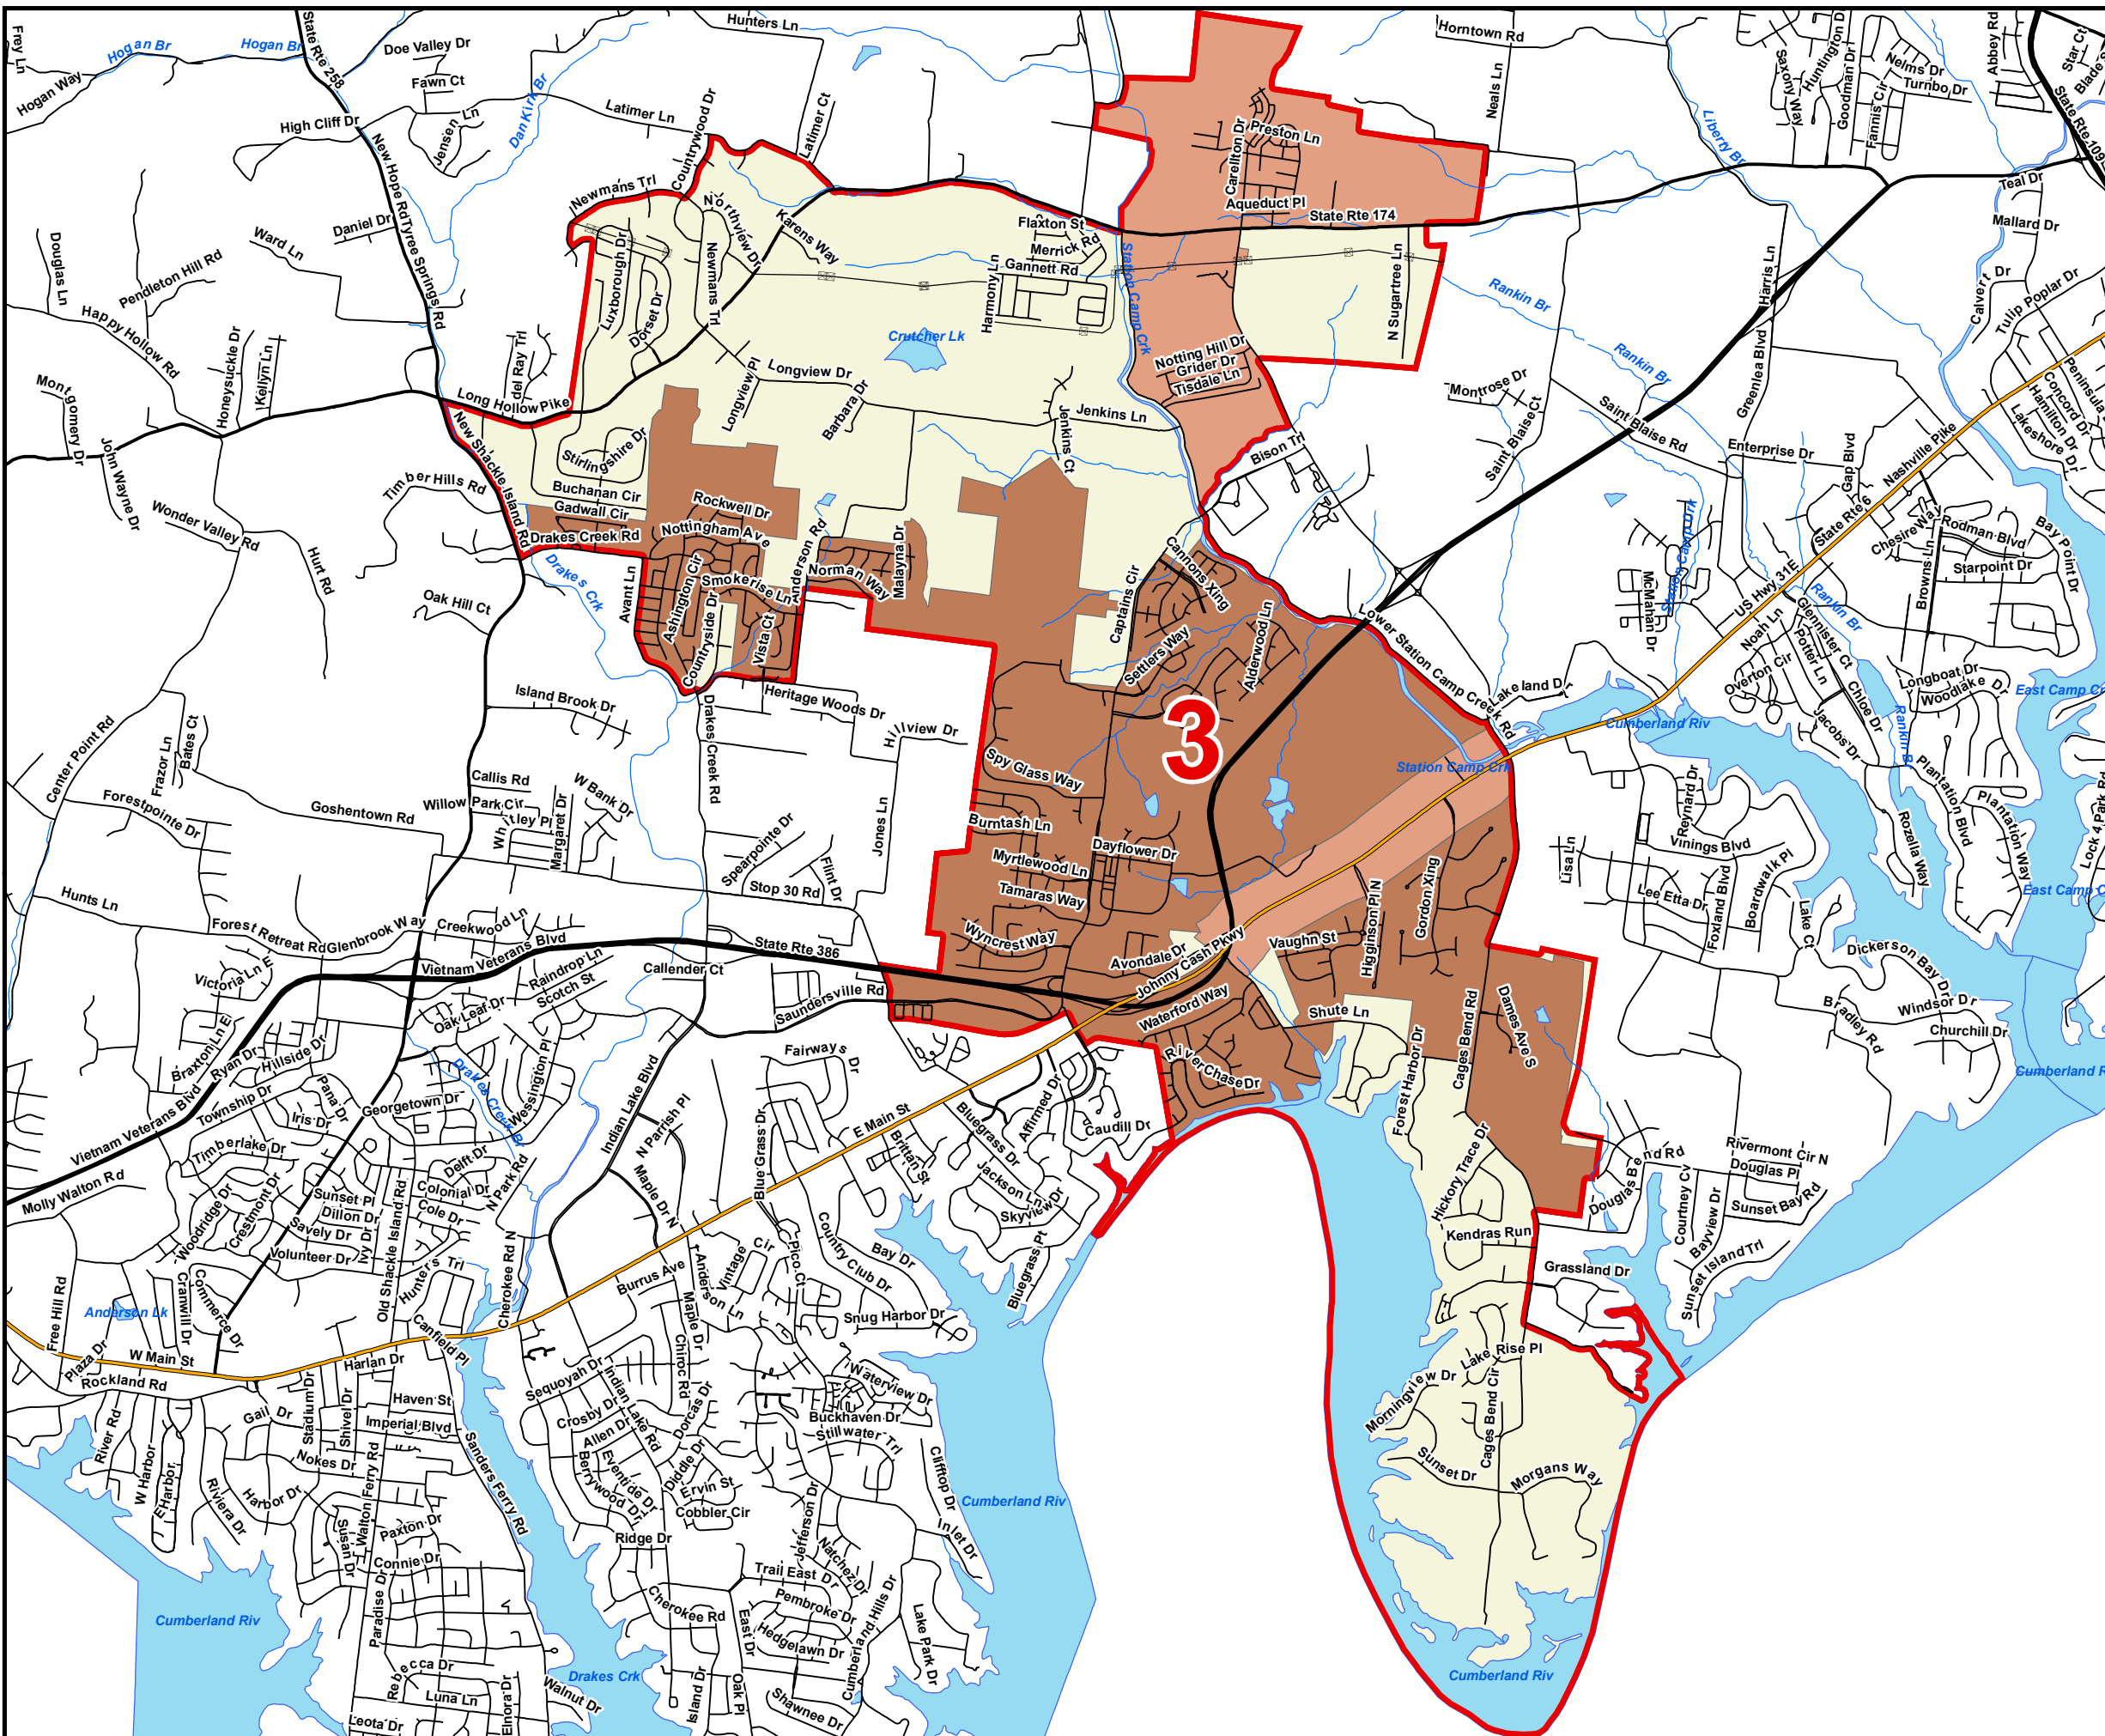 Frey Ln
Hogan Br
Hogan Br
Hogan Way
State Rte 258
Doe Valley Dr
Fawn Ct
High Cliff Dr
Jensen Ln
Dan Kirk Br
Hunters Ln
Latimer Ln
Countrywood Dr
Latimer Ct
Horntown Rd
Neals Ln
Liberty Br
Saxony Way
Huntington Dr
Goodman Dr
Fannis Cir
Nelms Dr
Turnbo Dr
Abbey Rd
Star Ct
State Rte 109
Teal Dr
Mallard Dr
Calvert Dr
Tulip Poplar Dr
Preston Ln
Carellton Dr
Aqueduct Pl
State Rte 174
New Hope Rd
Tyree Springs Rd
Daniel Dr
Ward Ln
Pendleton Hill Rd
Douglas Ln
Happy Hollow Rd
Honeysuckle Dr
Kellyn Ln
Montgomery Dr
John Wayne Dr
Newmans Trl
Northview Dr
Karens Way
Newmans Trl
Luxborough Dr
Dorset Dr
del Ray Trl
Long Hollow Pike
Flaxton St
Merrick Rd
Gannett Rd
Harmony Ln
Station Camp Crk
Crutcher Lk
N Sugartree Ln
Rankin Br
Rankin Br
Greenlea Blvd
Harris Ln
Notting Hill Dr
Grider Dr
Tisdale Ln
Longview Dr
Longview Pl
Barbara Dr
Jenkins Ln
Jenkins Ct
Bison Trl
Montrose Dr
Saint Blaise Ct
Saint Blaise Rd
Enterprise Dr
Gap Blvd
Nashville Pike
State Rte 6
US Hwy 31E
Peninsula
Concord Dr
Hamilton Dr
Lakeshore Dr
Chesire Way
Rodman Blvd
Starpoint Dr
Browns Ln
Bay Point Dr
New Shackle Island Rd
Stirlingshire Dr
Buchanan Cir
Gadwall Cir
Drakes Creek Rd
Rockwell Dr
Nottingham Ave
Anderson Rd
Smokerise Ln
Norman Way
Malayna Dr
Timber Hills Rd
Wonder Valley Rd
Hurt Rd
Oak Hill Ct
Drakes Crk
Avant Ln
Ashington Cir
Countryside Dr
Vista Ct
Heritage Woods Dr
Hillview Dr
Island Brook Dr
Drakes Creek Rd
Cannons Xing
Captains Cir
Settlers Way
Alderwood Ln
Lower Station Camp Creek Rd
Lakeland Dr
Station Camp Crk
McMahan Dr
Noah Ln
Overton Cir
Potter Ln
Glennister Ct
Rankin Br
Chloe Dr
Jacobs Dr
Longboat Dr
Woodlake Dr
Rankin Br
East Camp Cr
Cumberland Riv
3
Station Camp Crk
Center Point Rd
Frazor Ln
Bates Ct
Forestpointe Dr
Goshentown Rd
Callis Rd
Willow Park Cir
Whitley Pl
Margaret Dr
W Bank Dr
Spy Glass Way
Burntash Ln
Myrtlewood Ln
Tamaras Way
Dayflower Dr
Wyncrest Way
Avondale Dr
Johnny Cash Pkwy
Vaughn St
Higginson Pl N
Gordon Xing
Waterford Way
Shute Ln
River Chase Dr
Forest Harbor Dr
Cages Bend Rd
Dames Ave S
Spearpointe Dr
Flint Dr
Jones Ln
Stop 30 Rd
Hunts Ln
Forest Retreat Rd
Glenbrook Way
Creekwood Ln
Vietnam Veterans Blvd
State Rte 386
Callender Ct
Saundersville Rd
Raindrop Ln
Scotch St
Oak Leaf Dr
Victoria Ln E
Braxton Ln E
Ryan Dr
Hillside Dr
Township Dr
Pana Dr
Iris Dr
Georgetown Dr
Drakes Creek Br
Wessington Pl
Vietnam Veterans Blvd
Molly Walton Rd
Timberlake Dr
Woodridge Dr
Crestmont Dr
Sunset Pl
Dillon Dr
Savely Dr
Ivy Dr
Volunteer Dr
Old Shackle Island Rd
Delft Dr
Colonial Dr
Cole Dr
N Park Rd
Hunter's Trl
Cherokee Rd N
Canfield Pl
Indian Lake Blvd
N Parrish Pl
Maple Dr N
Fairways Dr
Blue Grass Dr
E Main St
Brittan St
Bluegrass Dr
Affirmed Dr
Caudill Dr
Jackson Ln
Skyview Dr
Bluegrass Pt
Country Club Dr
Bay Dr
Pico Ct
Vintage Cir
Anderson Ln
Burrus Ave
Maple Dr
Chiroc Rd
Snug Harbor Dr
Lisa Ln
Reynard Dr
Vinings Blvd
Lee Etta Dr
Foxland Blvd
Boardwalk Pl
Lake Ct
Rozella Way
Plantation Blvd
Plantation Way
Lock 4 Park Rd
East Camp C
Dickerson Bay Dr
Windsor Dr
Bradley Rd
Churchill Dr
Cumberland R
Hickory Trace Dr
Kendras Run
Grassland Dr
Douglas Bend Rd
Rivermont Cir N
Douglas Pl
Courtney Cv
Bayview Dr
Sunset Bay Rd
Sunset Island Trl
Lake Rise Pl
Morningview Dr
Cages Bend Cir
Sunset Dr
Morgans Way
Cumberland Riv
Anderson Lk
Free Hill Rd
Plaza Dr
Cranwill Dr
Commerce Dr
W Main St
Rockland Rd
Harlan Dr
Haven St
Imperial Blvd
Stadium Dr
Shivel Dr
Gail Dr
Nokes Dr
River Rd
W Harbor
E Harbor
Riviera Dr
Harbor Dr
Susan Dr
Walton Ferry Rd
Paxton Dr
Connie Dr
Paradise Dr
Rebecca Dr
Luna Ln
Leota Dr
Elnora Dr
Walnut Dr
Sanders Ferry Rd
Cumberland Riv
Drakes Crk
Sequoyah Dr
Crosby Dr
Allen Dr
Indian Lake Rd
Dorcas Dr
Diddle Dr
Eventide Dr
Berrywood Dr
Ervin St
Cobbler Cir
Ridge Dr
Cherokee Rd
Island Dr
Oak Pl
East Dr
Waterview Dr
Buckhaven Dr
Stillwater Trl
Clifftop Dr
Inlet Dr
Jefferson Dr
Natchez Dr
Trail East Dr
Pembroke Dr
Hedgelawn Dr
Shawnee Dr
Cumberland Hills Dr
Lake Park Dr
Cumberland Riv